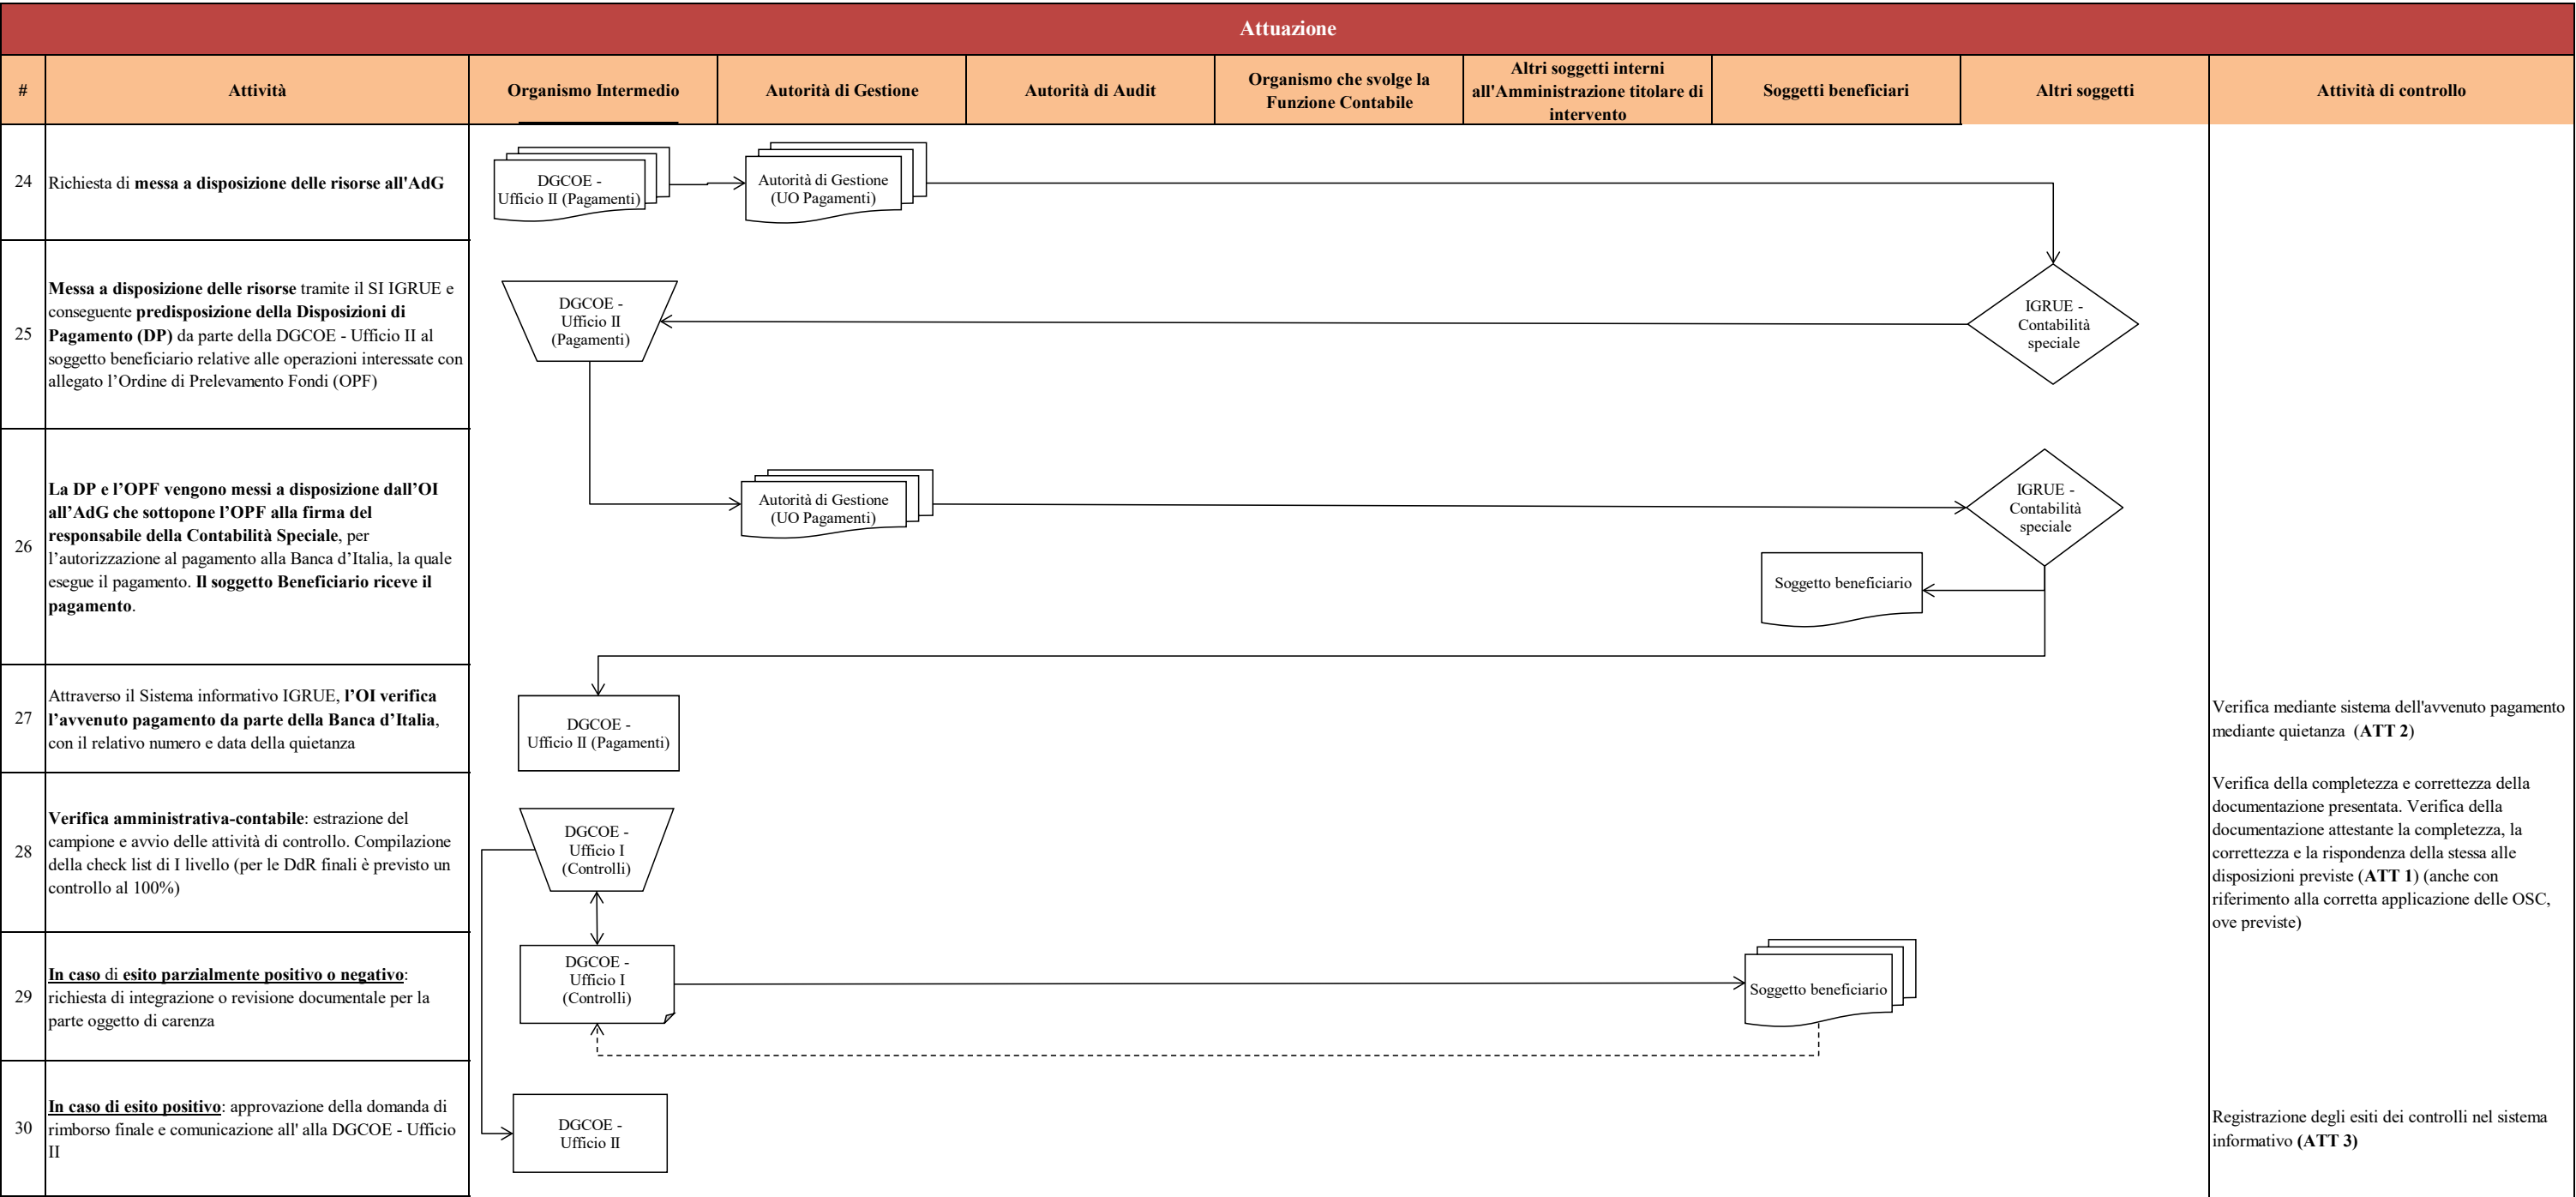 Attuazione
#
Attività
Organismo Intermedio
Autorità di Gestione
Autorità di Audit
Organismo che svolge la
Funzione Contabile
Altri soggetti interni
all'Amministrazione titolare di
intervento
Soggetti beneficiari
Altri soggetti
Attività di controllo
24
Richiesta di messa a disposizione delle risorse all'AdG
DGCOE -
Ufficio II (Pagamenti)
Autorità di Gestione
(UO Pagamenti)
25
Messa a disposizione delle risorse tramite il SI IGRUE e
conseguente predisposizione della Disposizioni di
Pagamento (DP) da parte della DGCOE - Ufficio II al
soggetto beneficiario relative alle operazioni interessate con
allegato l’Ordine di Prelevamento Fondi (OPF)
DGCOE -
Ufficio II
(Pagamenti)
IGRUE -
Contabilità
speciale
26
La DP e l’OPF vengono messi a disposizione dall’OI
all’AdG che sottopone l’OPF alla firma del
responsabile della Contabilità Speciale, per
l’autorizzazione al pagamento alla Banca d’Italia, la quale
esegue il pagamento. Il soggetto Beneficiario riceve il
pagamento.
Autorità di Gestione
(UO Pagamenti)
IGRUE -
Contabilità
speciale
Soggetto beneficiario
27
Attraverso il Sistema informativo IGRUE, l’OI verifica
l’avvenuto pagamento da parte della Banca d’Italia,
con il relativo numero e data della quietanza
DGCOE -
Ufficio II (Pagamenti)
Verifica mediante sistema dell'avvenuto pagamento
mediante quietanza (ATT 2)
28
Verifica amministrativa-contabile: estrazione del
campione e avvio delle attività di controllo. Compilazione
della check list di I livello (per le DdR finali è previsto un
controllo al 100%)
DGCOE -
Ufficio I
(Controlli)
Verifica della completezza e correttezza della
documentazione presentata. Verifica della
documentazione attestante la completezza, la
correttezza e la rispondenza della stessa alle
disposizioni previste (ATT 1) (anche con
riferimento alla corretta applicazione delle OSC,
ove previste)
29
In caso di esito parzialmente positivo o negativo:
richiesta di integrazione o revisione documentale per la
parte oggetto di carenza
DGCOE -
Ufficio I
(Controlli)
Soggetto beneficiario
30
In caso di esito positivo: approvazione della domanda di
rimborso finale e comunicazione all' alla DGCOE - Ufficio
II
DGCOE -
Ufficio II
Registrazione degli esiti dei controlli nel sistema
informativo (ATT 3)